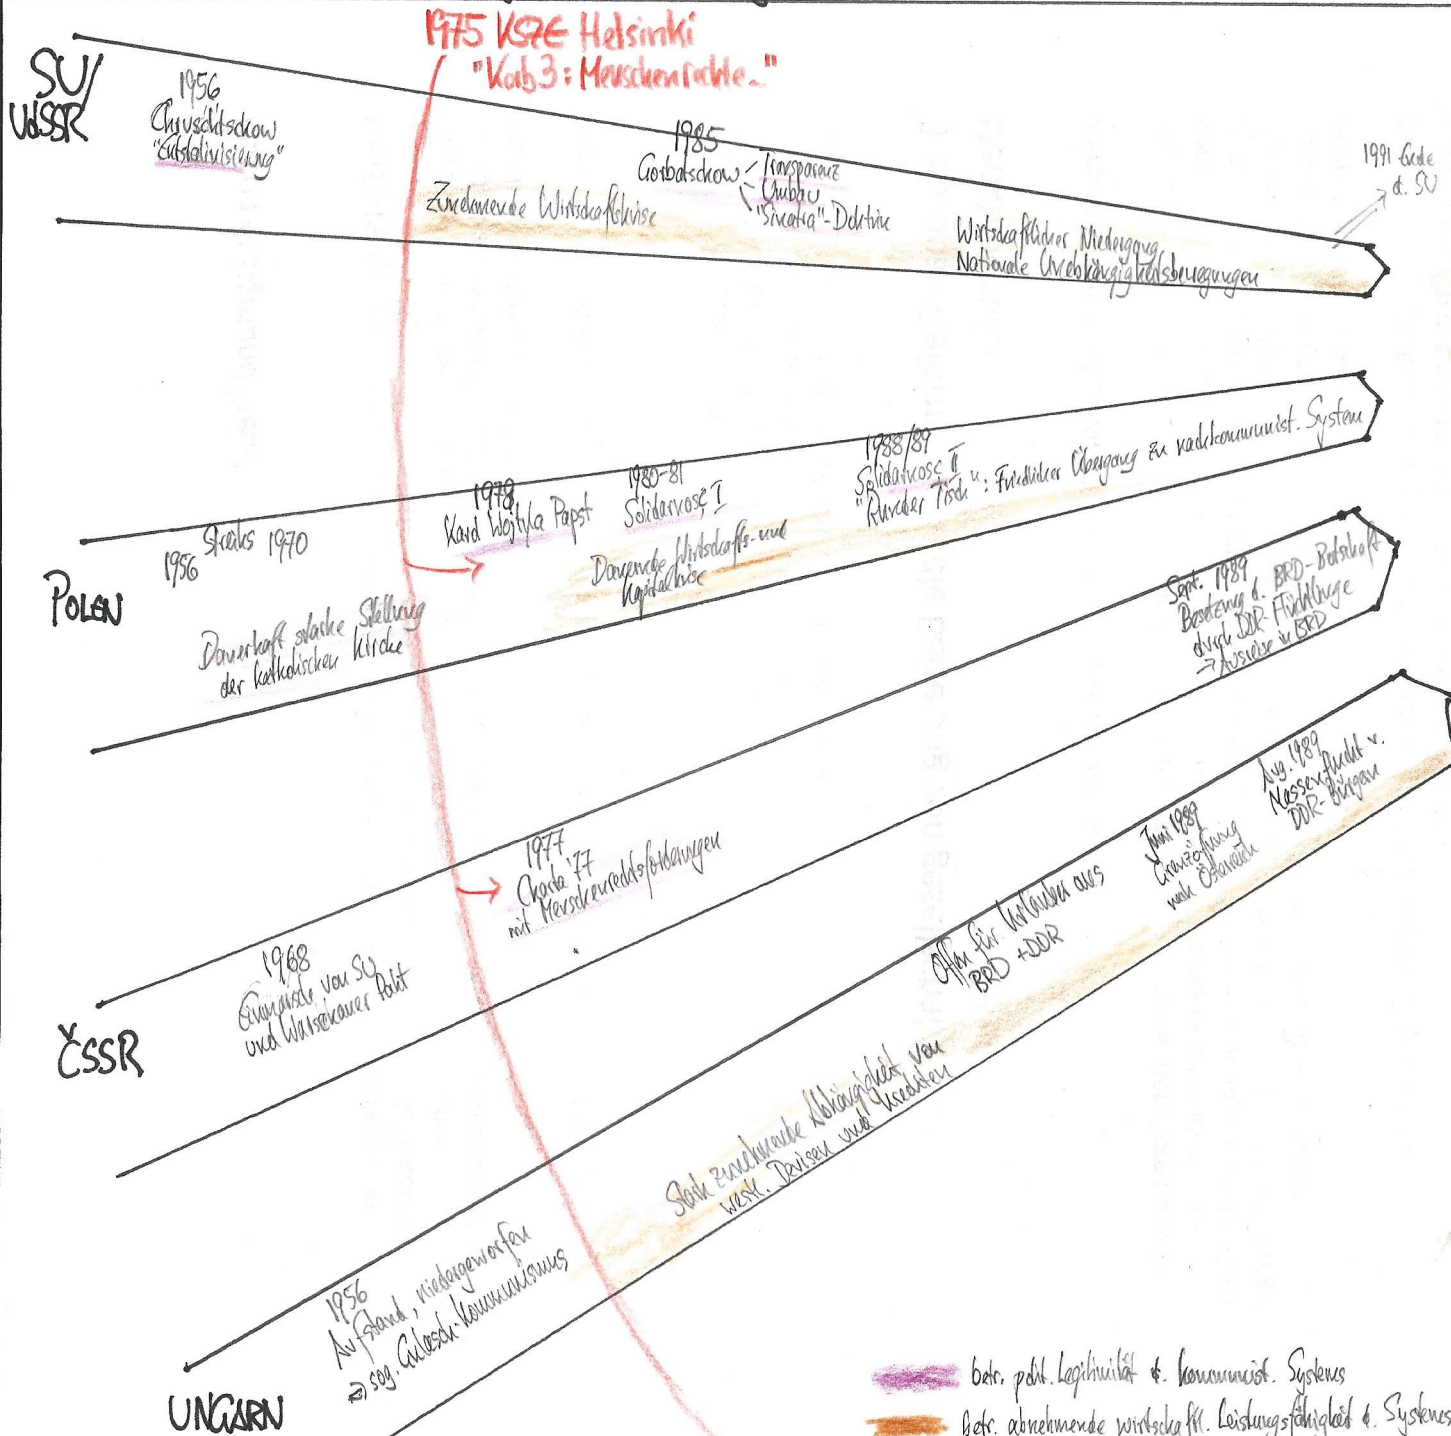 1975 KSZE Helsinki
"Korb 3: Menschenrechte.."
SU/
UdSSR
1956
Chruschtschow
"Entstalinisierung"
1985
Gorbatschow
Transparenz
Umbau
"Sinatra"-Doktrin
Zunehmende Wirtschaftskrise
Wirtschaftlicher Niedergang
Nationale Unabhängigkeitsbewegungen
1991 Ende
d. SU
POLEN
1956
Streiks 1970
Dauerhaft starke Stellung
der katholischen Kirche
1978
Karol Wojtyla Papst
1980-81
Solidarnosç I
Dauernde Wirtschafts- und
Kapitalkrise
1988/89
Solidarnosc II
"Runder Tisch": Friedlicher Übergang zu nachkommunist. System
ČSSR
1968
Einmarsch von SU
und Warschauer Pakt
1977
Charta '77
mit Menschenrechtsforderungen
Sept. 1989
Besetzung d. BRD-Botschaft
durch DDR-Flüchtlinge
→ Ausreise in BRD
UNGARN
1956
Aufstand, niedergeworfen
⇒ sog. Gulasch-Kommunismus
Stark zunehmende Abhängigkeit von
westl. Devisen und Krediten
Offen für Urlauber aus
BRD + DDR
Juni 1989
Grenzöffnung
nach Österreich
Aug. 1989
Massenflucht v.
DDR-Bürgern
betr. polit. Legitimität d. kommunist. Systems
betr. abnehmende wirtschaftl. Leistungsfähigkeit d. Systems